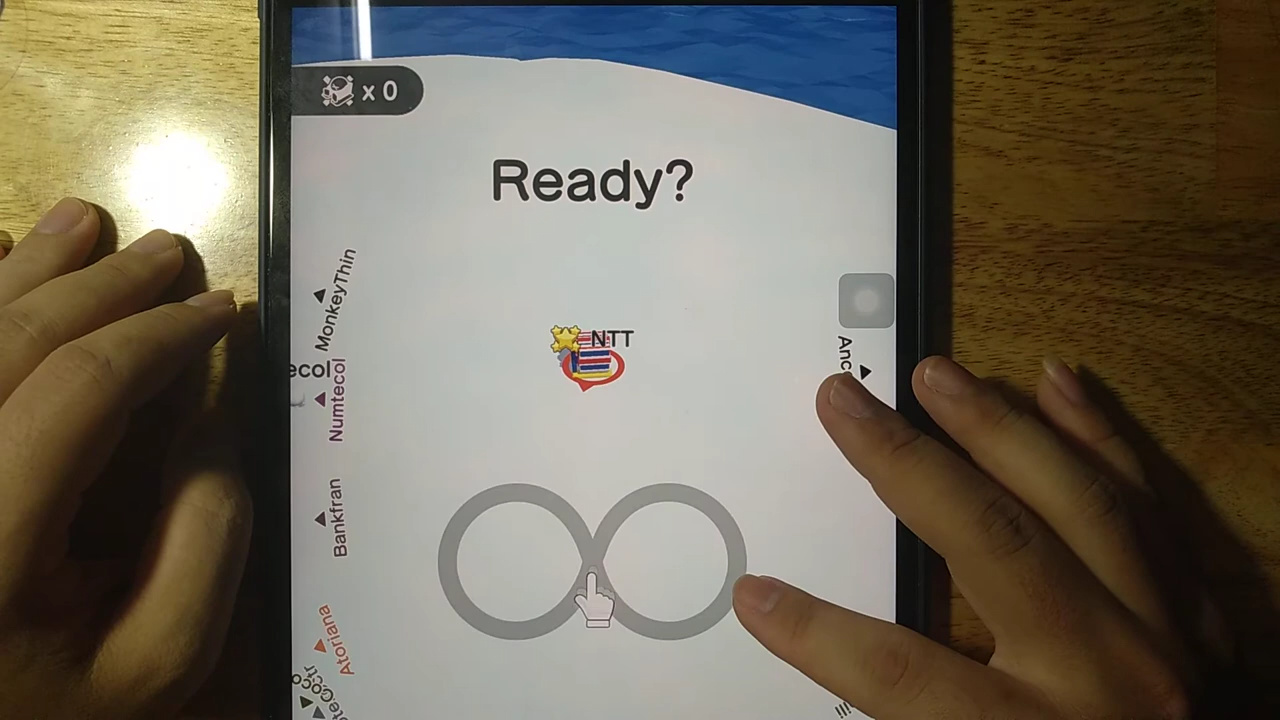 x 0
Ready?
MonkeyThin
NTT
ecol
Numtecol
Bankfran
Atoriana